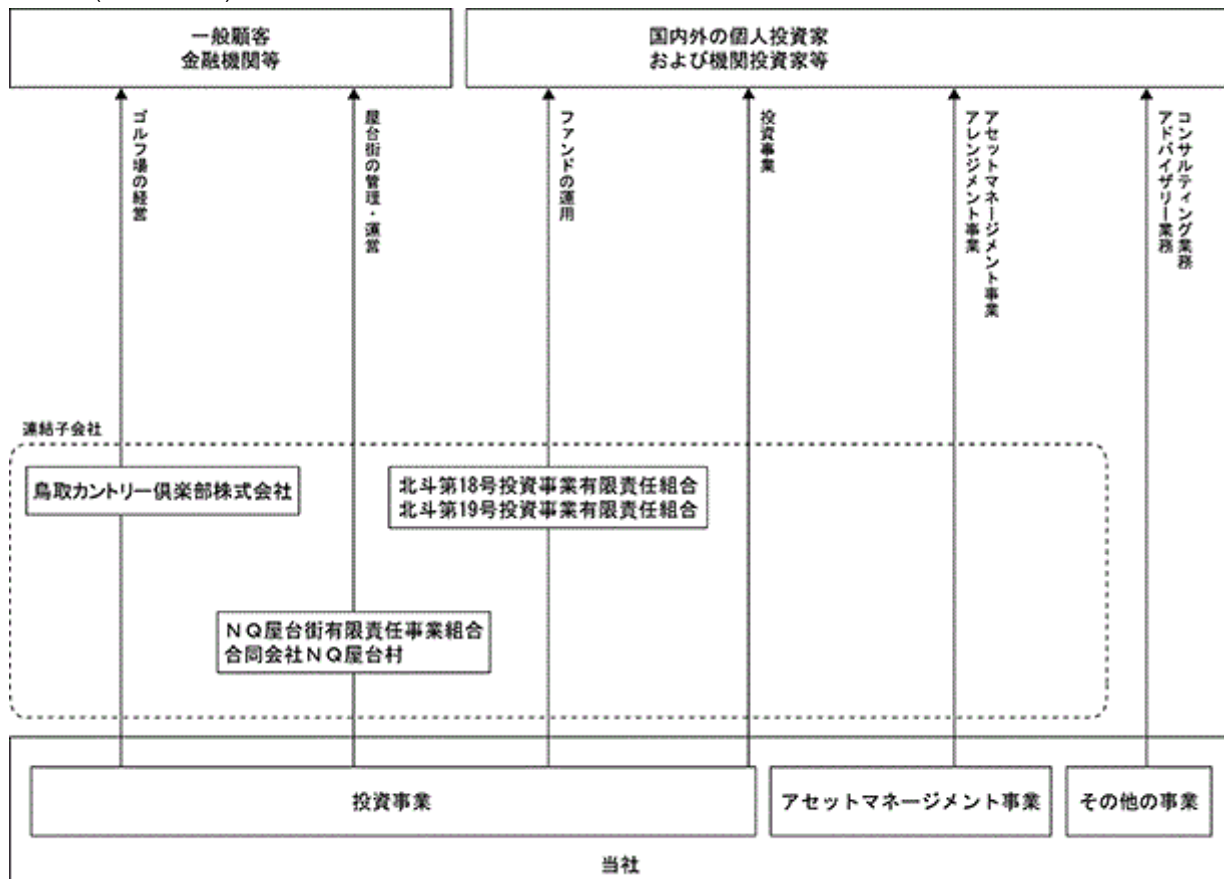 一般顧客
金融機関等
国内外の個人投資家
および機関投資家等
ゴルフ場の経営
屋台街の管理・運営
ファンドの運用
投資事業
アセットマネージメント事業
アレンジメント事業
コンサルティング業務
アドバイザリー業務
連結子会社
鳥取カントリー倶楽部株式会社
北斗第18号投資事業有限責任組合
北斗第19号投資事業有限責任組合
ＮＱ屋台街有限責任事業組合
合同会社ＮＱ屋台村
投資事業
アセットマネージメント事業
その他の事業
当社